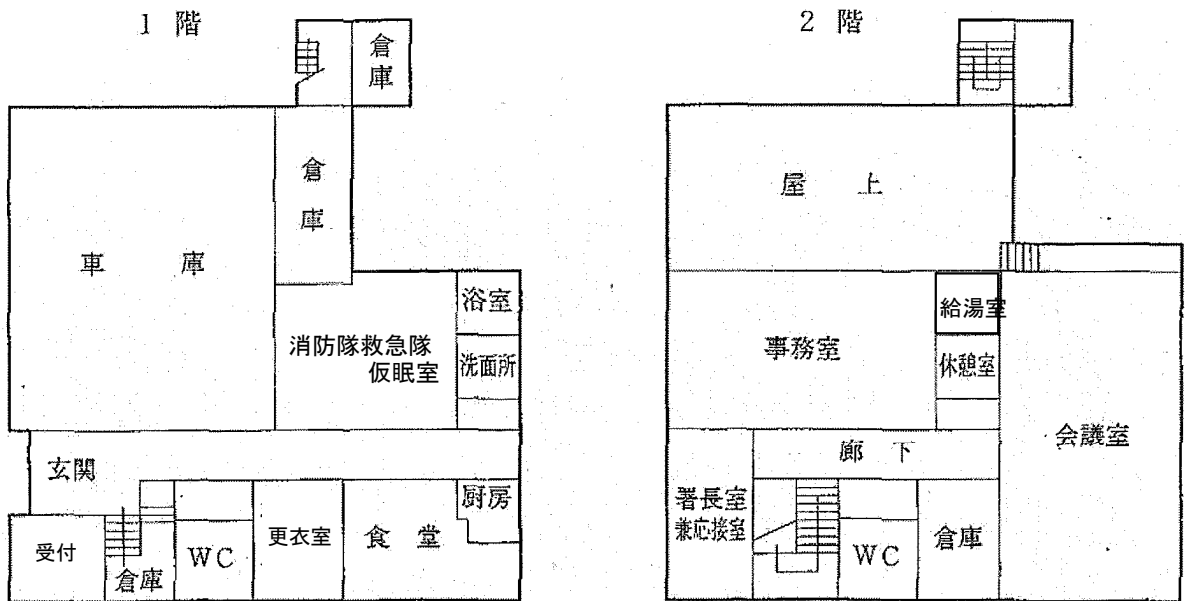 1 階
倉庫
倉庫
車 庫
浴室
消防隊救急隊
仮眠室
洗面所
玄関
厨房
受付
倉庫
WC
更衣室
食 堂
2 階
屋 上
給湯室
事務室
休憩室
会議室
廊 下
署長室
兼応接室
WC
倉庫